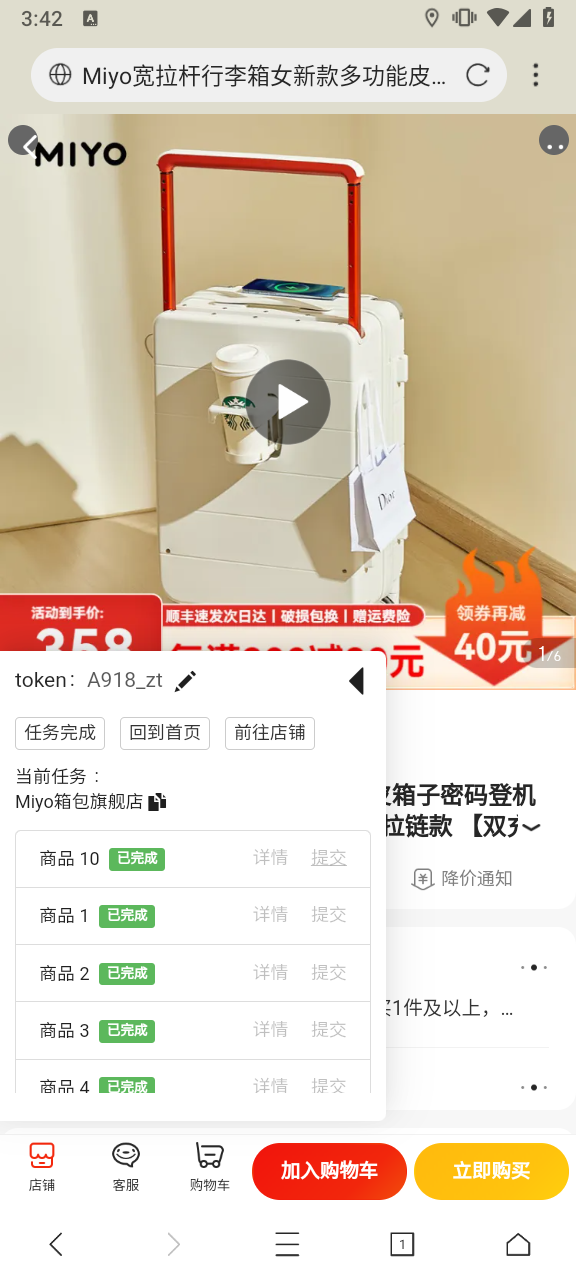 3:42
A
Miyo宽拉杆行李箱女新款多功能皮...
MIYO
Dior
活动到手价:
顺丰速发次日达 | 破损包换 | 赠运费险
领券再减
358
40元
1/6
token: A918_zt
任务完成
回到首页
前往店铺
当前任务：
Miyo箱包旗舰店
箱子密码登机
拉链款 【双
降价通知
商品 10 已完成 详情 提交
商品 1 已完成 详情 提交
商品 2 已完成 详情 提交
买1件及以上，...
商品 3 已完成 详情 提交
商品 4 已完成 详情 提交
店铺
客服
购物车
加入购物车
立即购买
1